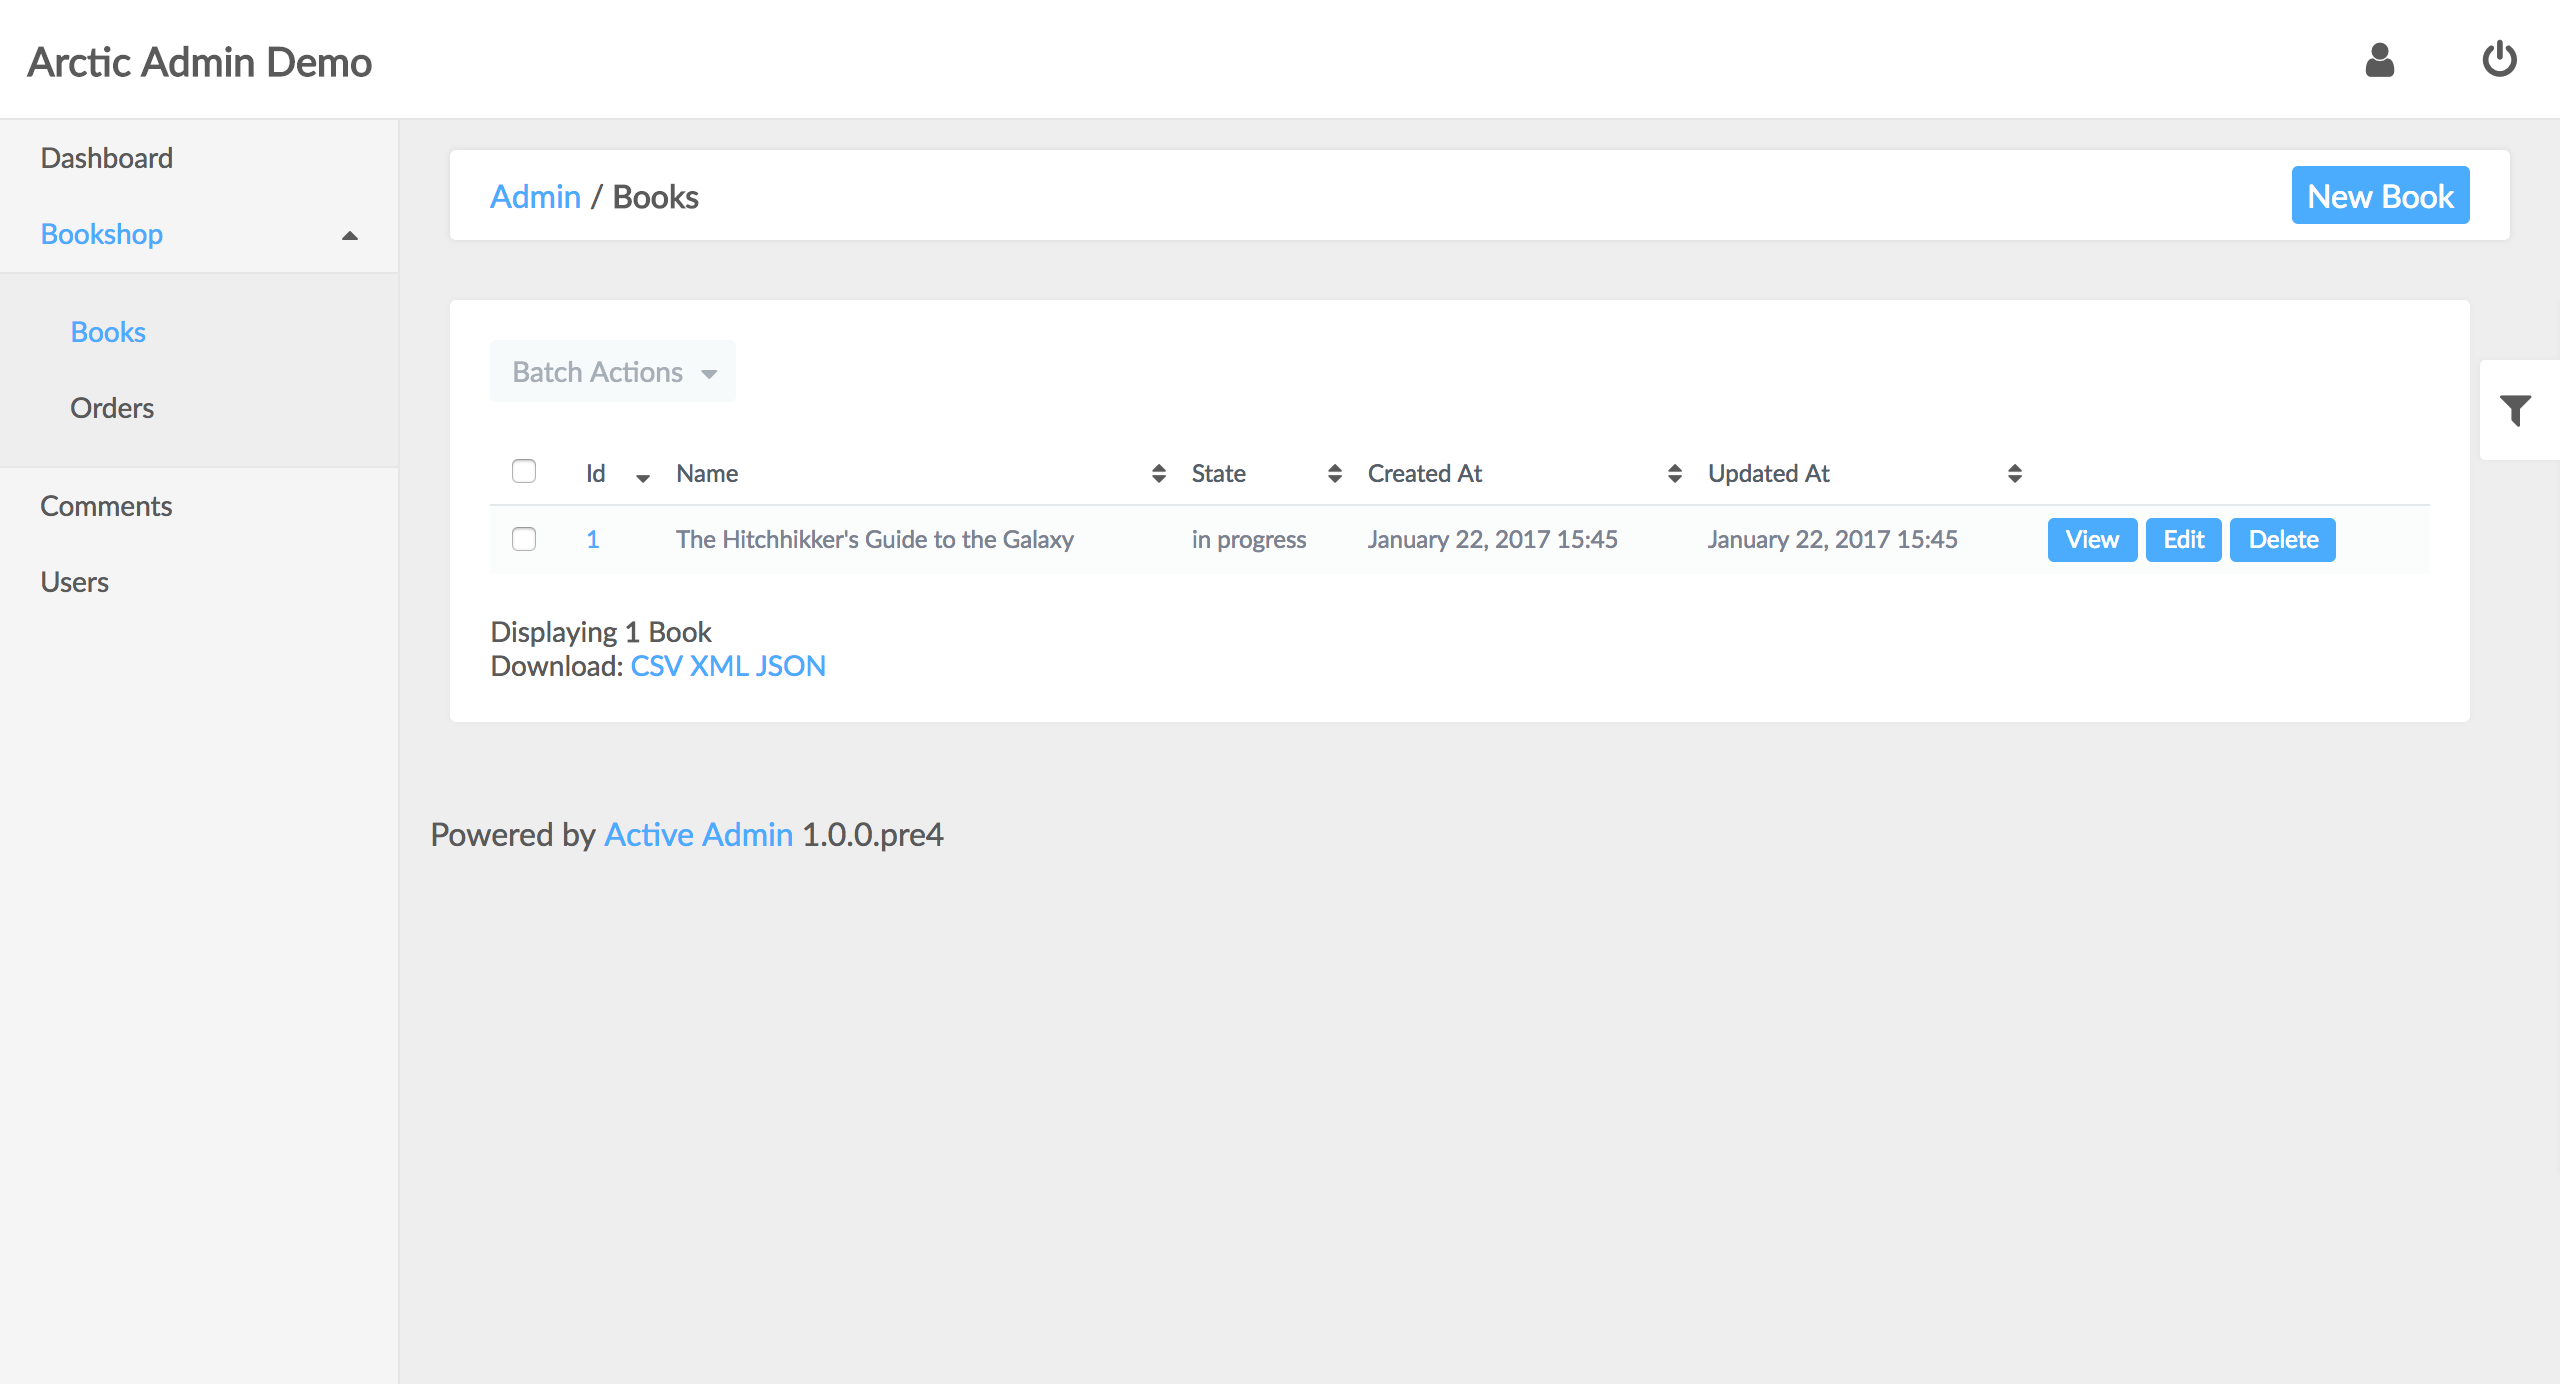 Arctic Admin Demo
Dashboard
Bookshop
Books
Orders
Comments
Users
Admin / Books
New Book
Batch Actions
Id Name State Created At Updated At
1 The Hitchhikker's Guide to the Galaxy in progress January 22, 2017 15:45 January 22, 2017 15:45 View Edit Delete
Displaying 1 Book
Download: CSV XML JSON
Powered by Active Admin 1.0.0.pre4